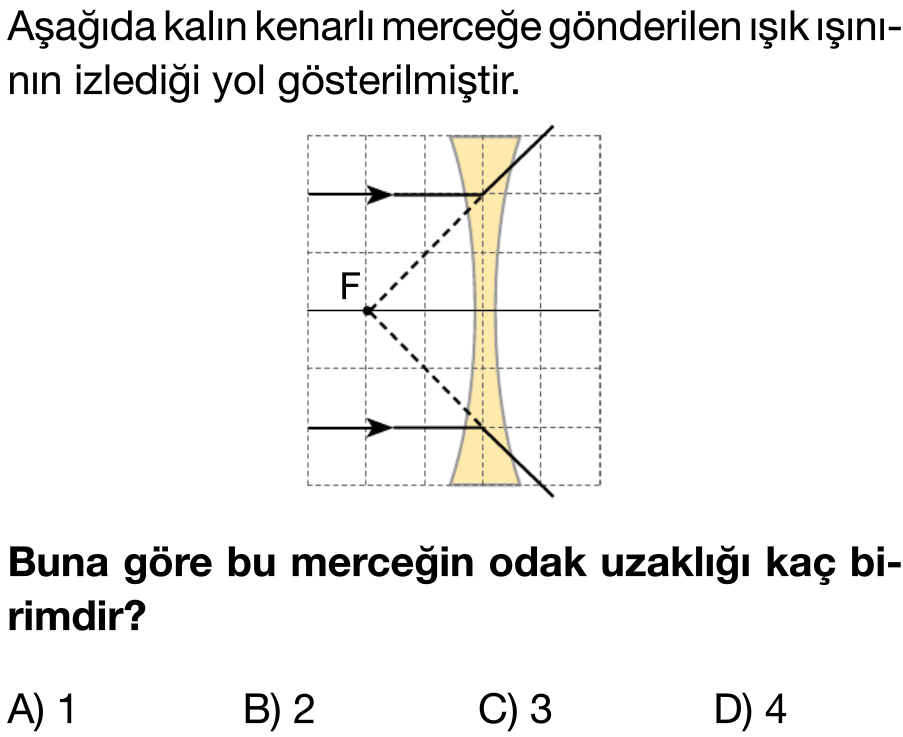 Aşağıda kalın kenarlı merceğe gönderilen ışık ışını-
nın izlediği yol gösterilmiştir.
F
Buna göre bu merceğin odak uzaklığı kaç bi-
rimdir?
A) 1 B) 2 C) 3 D) 4